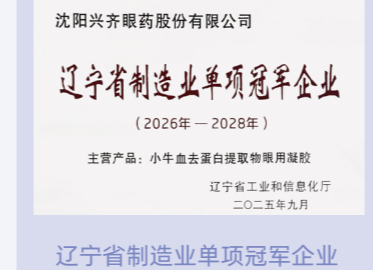 沈阳兴齐眼药股份有限公司
辽宁省制造业单项冠军企业
（2026年 — 2028年）
主营产品：小牛血去蛋白提取物眼用凝胶
辽宁省工业和信息化厅
二〇二五年九月
辽宁省制造业单项冠军企业